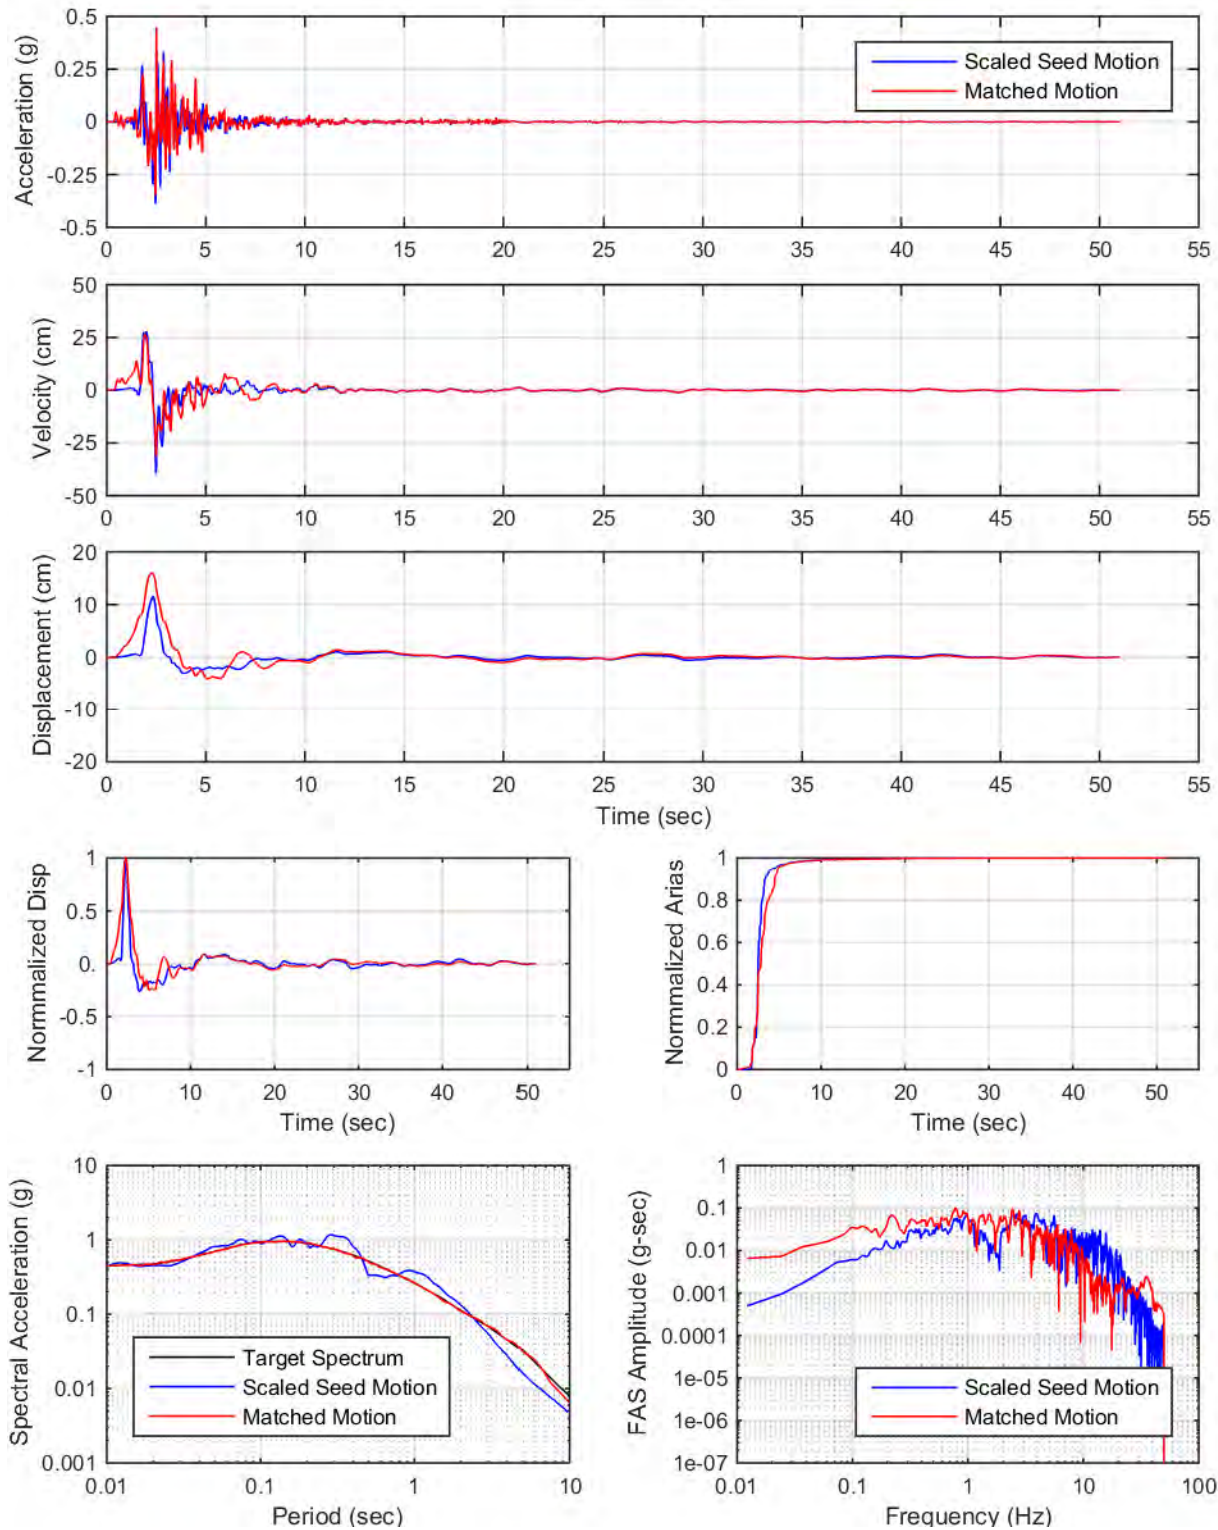 Acceleration (g)
0.5
0.25
0
-0.25
-0.5
Scaled Seed Motion
Matched Motion
0 5 10 15 20 25 30 35 40 45 50 55
Velocity (cm)
50
25
0
-25
-50
0 5 10 15 20 25 30 35 40 45 50 55
Displacement (cm)
20
10
0
-10
-20
0 5 10 15 20 25 30 35 40 45 50 55
Time (sec)
Normmalized Disp
1
0.5
0
-0.5
-1
0 10 20 30 40 50
Time (sec)
Normmalized Arias
1
0.8
0.6
0.4
0.2
0
0 10 20 30 40 50
Time (sec)
Spectral Acceleration (g)
10
1
0.1
0.01
0.001
Target Spectrum
Scaled Seed Motion
Matched Motion
0.01 0.1 1 10
Period (sec)
FAS Amplitude (g-sec)
1
0.1
0.01
0.001
0.0001
1e-05
1e-06
1e-07
Scaled Seed Motion
Matched Motion
0.01 0.1 1 10 100
Frequency (Hz)